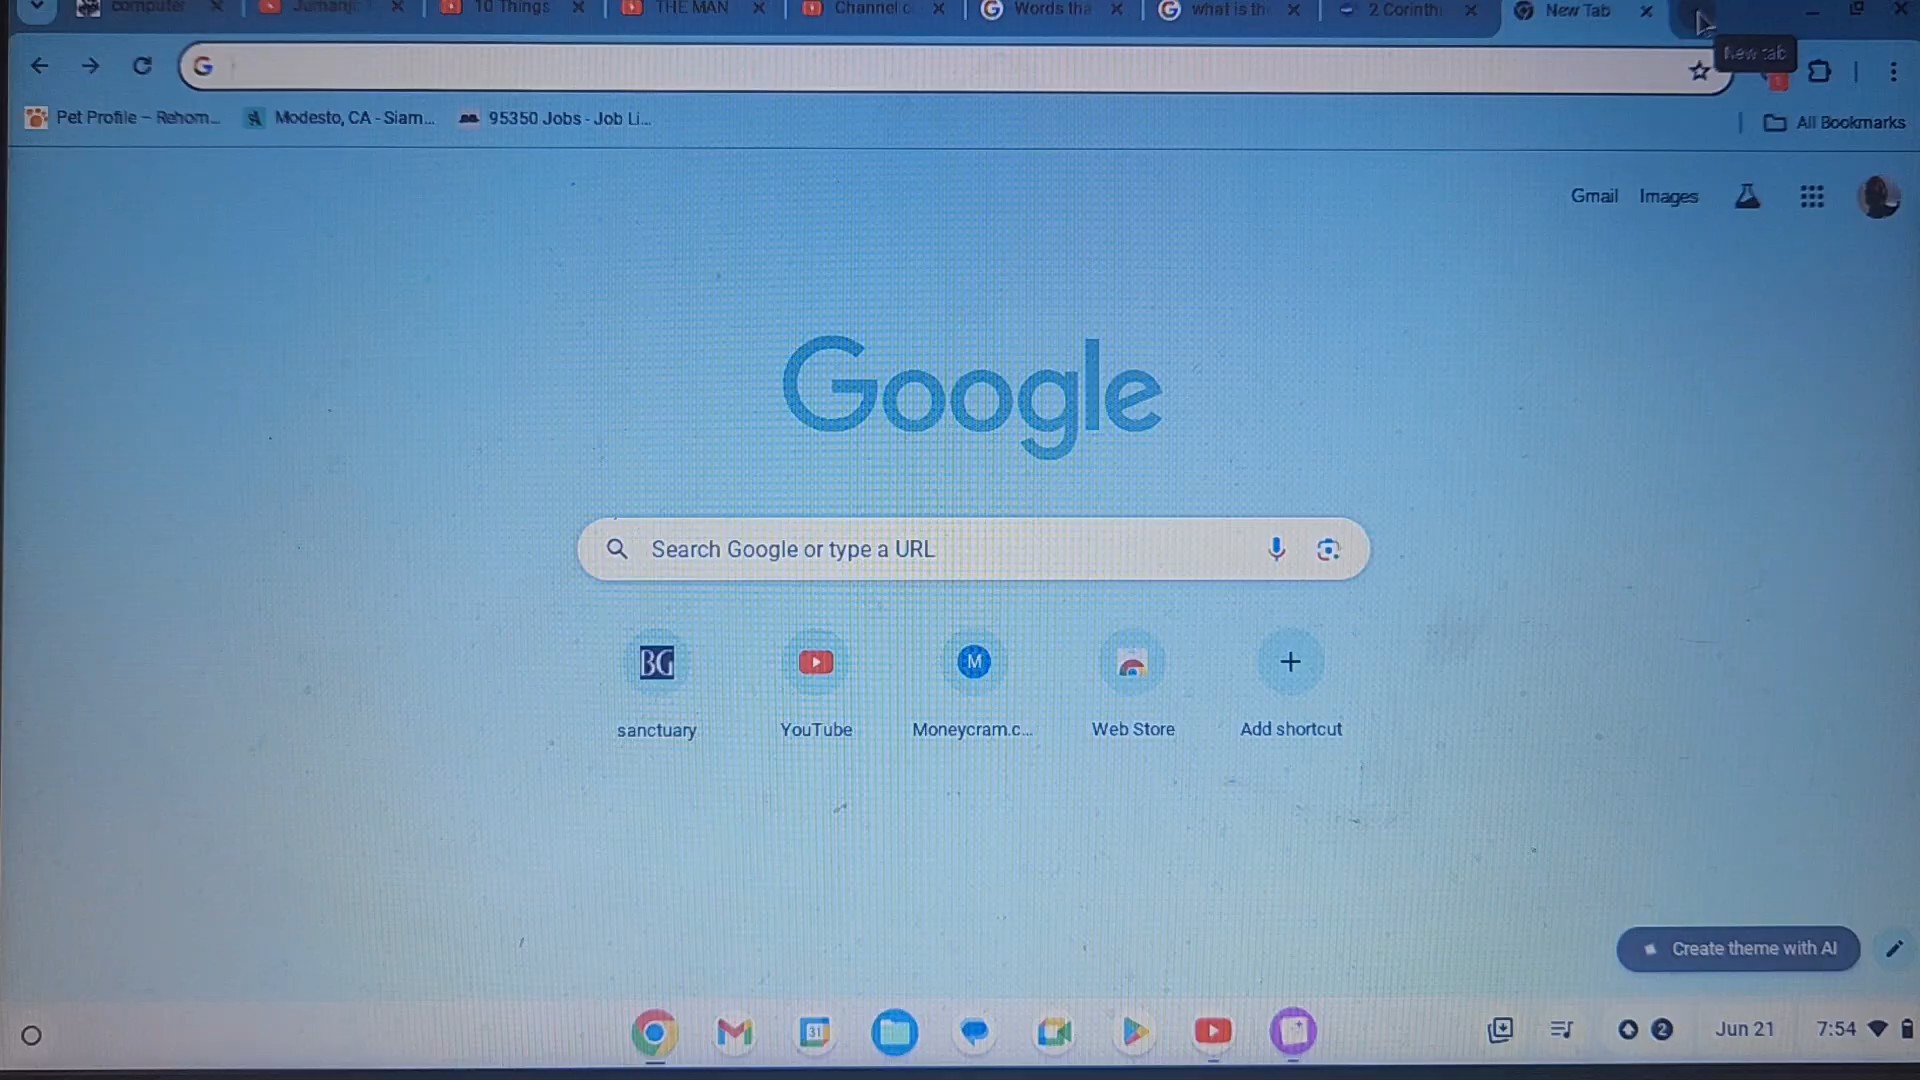 computer Jumanji: T 10 Things THE MAN Channel c Words tha what is th 2 Corinthi New Tab
New tab
Pet Profile – Rehom... Modesto, CA - Siam... 95350 Jobs - Job Li... All Bookmarks
Gmail Images
Google
Search Google or type a URL
BG M
sanctuary YouTube Moneycram.c... Web Store Add shortcut
Create theme with AI
31 2 Jun 21 7:54